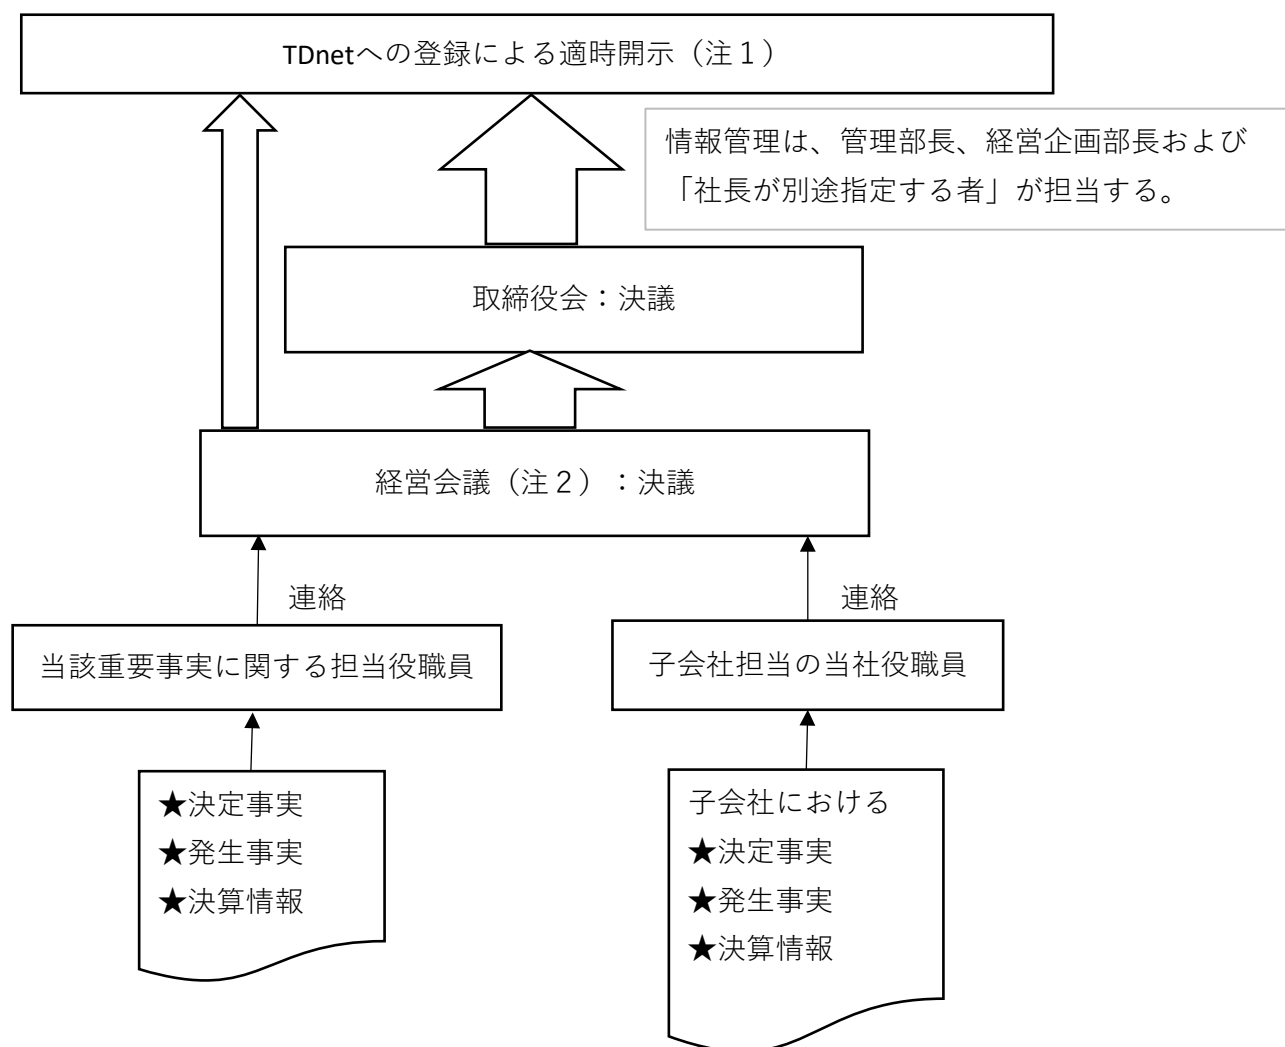 TDnetへの登録による適時開示（注１）
情報管理は、管理部長、経営企画部長および
「社長が別途指定する者」が担当する。
取締役会：決議
経営会議（注２）：決議
連絡
連絡
当該重要事実に関する担当役職員
子会社担当の当社役職員
★決定事実
★発生事実
★決算情報
子会社における
★決定事実
★発生事実
★決算情報